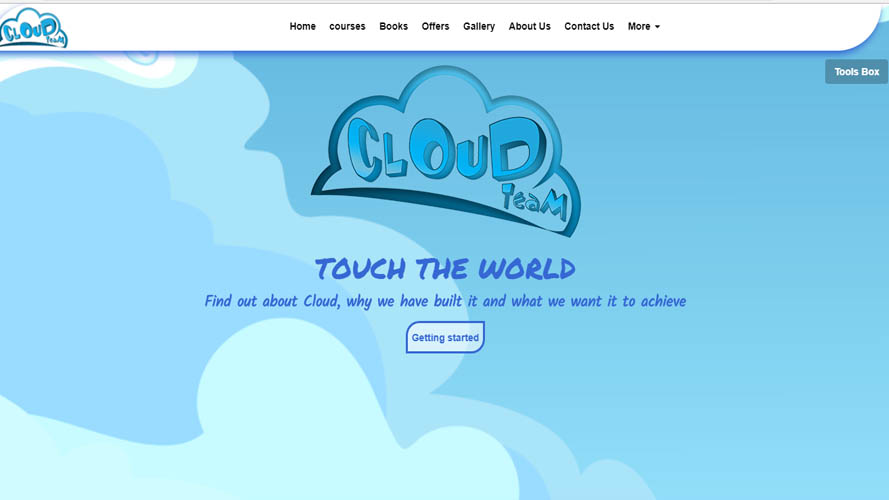 CLOUD
Team
Home courses Books Offers Gallery About Us Contact Us More
Tools Box
CLOUD
Team
TOUCH THE WORLD
Find out about Cloud, why we have built it and what we want it to achieve
Getting started